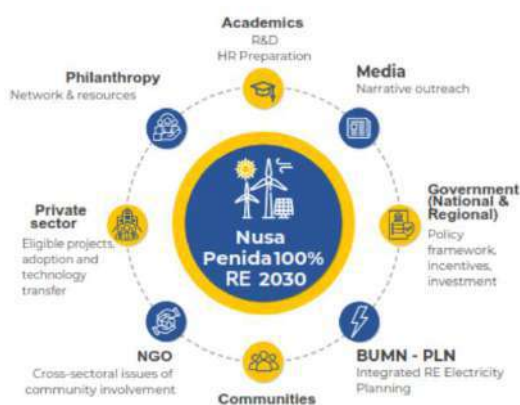 Academics
R&D
HR Preparation
Media
Narrative outreach
Government
(National &
Regional)
Policy
framework,
incentives,
investment
BUMN - PLN
Integrated RE Electricity
Planning
Communities
NGO
Cross-sectoral issues of
community involvement
Private
sector
Eligible projects,
adoption and
technology
transfer
Philanthropy
Network & resources
Nusa
Penida 100%
RE 2030